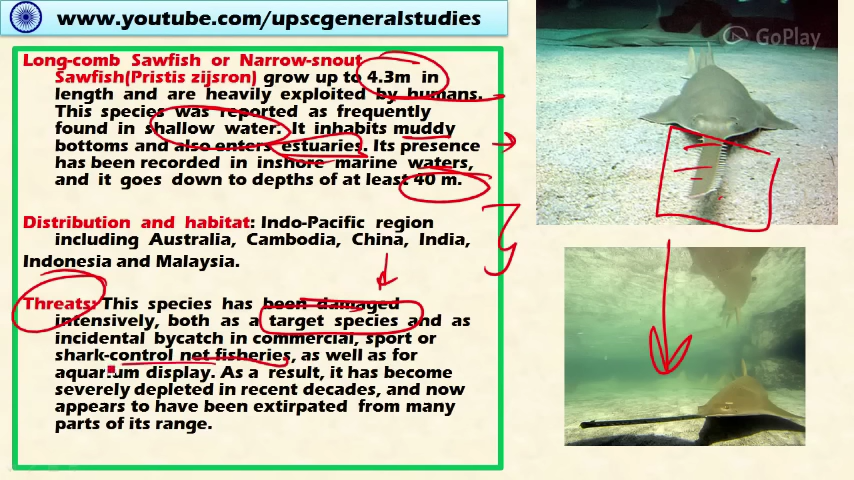 www.youtube.com/upscgeneralstudies
GoPlay
Long-comb Sawfish or Narrow-snout
Sawfish(Pristis zijsron) grow up to 4.3m in
length and are heavily exploited by humans.
This species was reported as frequently
found in shallow water. It inhabits muddy
bottoms and also enters estuaries. Its presence
has been recorded in inshore marine waters,
and it goes down to depths of at least 40 m.
Distribution and habitat: Indo-Pacific region
including Australia, Cambodia, China, India,
Indonesia and Malaysia.
Threats: This species has been damaged
intensively, both as a target species and as
incidental bycatch in commercial, sport or
shark-control net fisheries, as well as for
aquarium display. As a result, it has become
severely depleted in recent decades, and now
appears to have been extirpated from many
parts of its range.